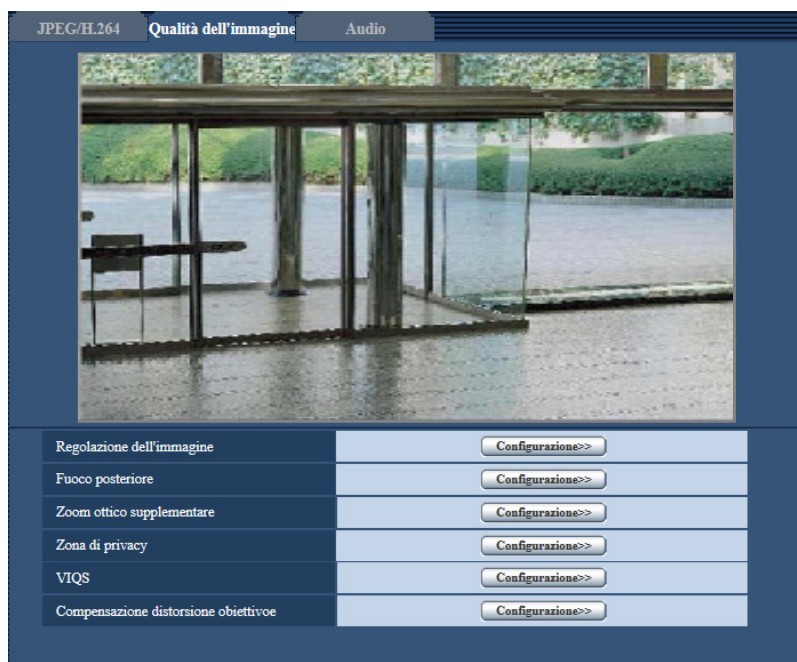 JPEG/H.264 Qualità dell'immagine Audio
Regolazione dell'immagine Configurazione>>
Fuoco posteriore Configurazione>>
Zoom ottico supplementare Configurazione>>
Zona di privacy Configurazione>>
VIQS Configurazione>>
Compensazione distorsione obiettivoe Configurazione>>